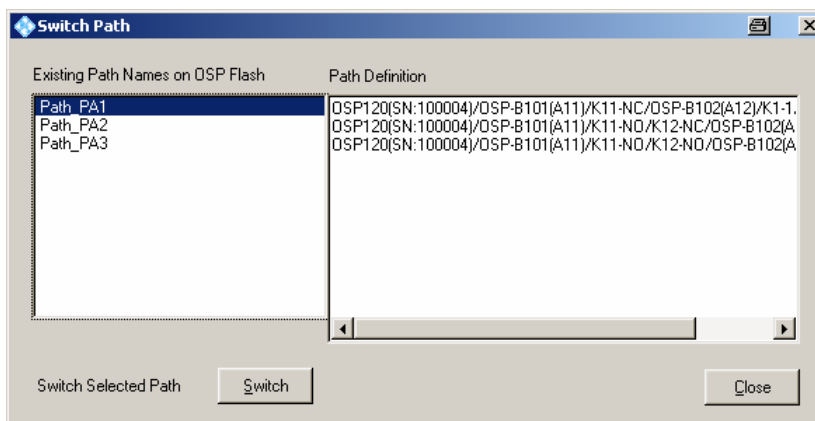 Switch Path
Existing Path Names on OSP Flash
Path Definition
Path_PA1
Path_PA2
Path_PA3
OSP120(SN:100004)/OSP-B101(A11)/K11-NC/OSP-B102(A12)/K1-1.
OSP120(SN:100004)/OSP-B101(A11)/K11-NO/K12-NC/OSP-B102(A
OSP120(SN:100004)/OSP-B101(A11)/K11-NO/K12-NO/OSP-B102(A
Switch Selected Path
Switch
Close